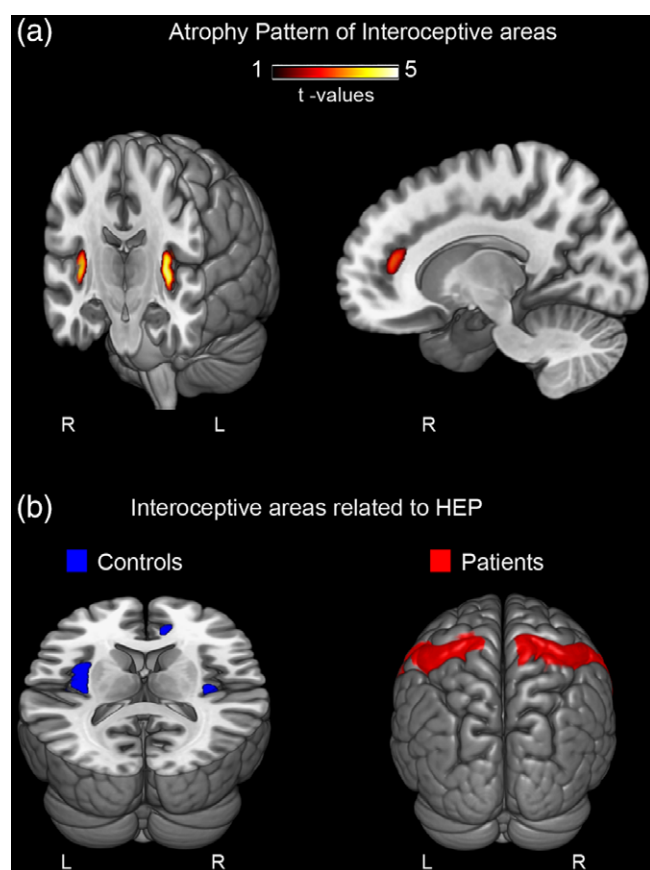 (a)
Atrophy Pattern of Interoceptive areas
1 5
t -values
R L R
(b)
Interoceptive areas related to HEP
Controls Patients
L R L R